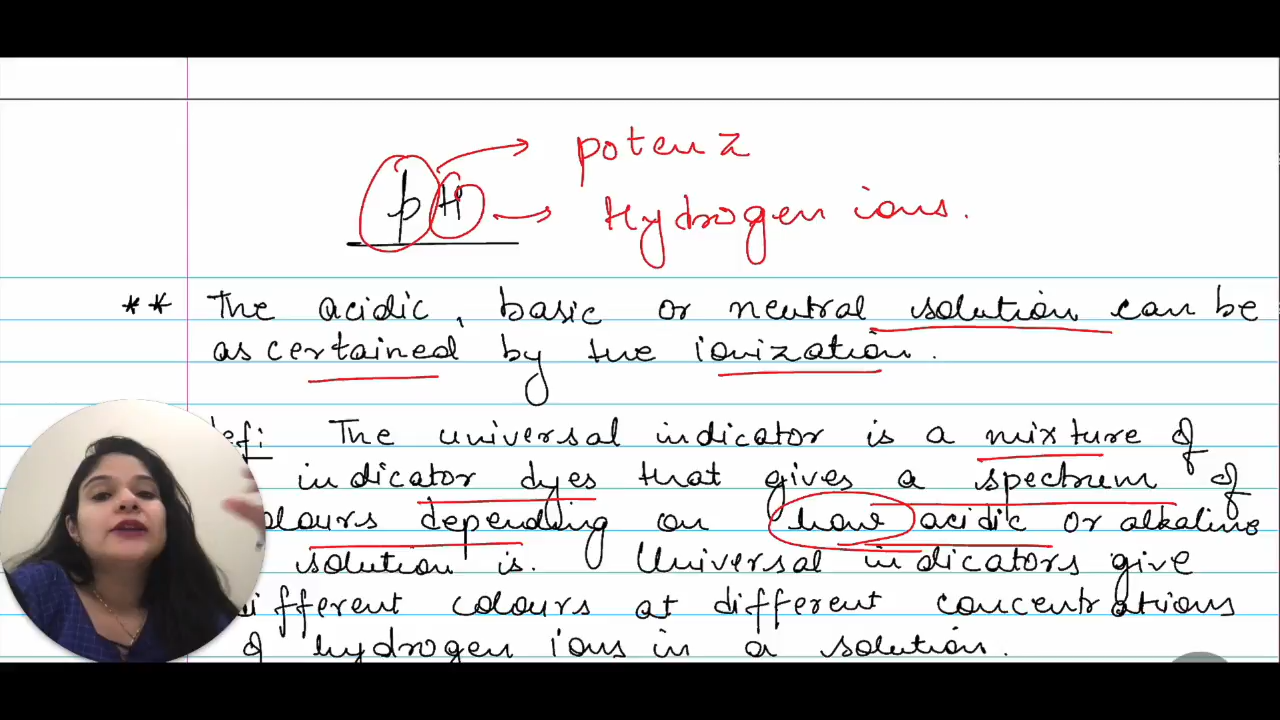 pH → potenz
→ Hydrogen ions.
** The acidic, basic or neutral solution can be
ascertained by the ionization.
def: The universal indicator is a mixture of
indicator dyes that gives a spectrum of
colours depending on how acidic or alkaline
solution is. Universal indicators give
different colours at different concentrations
of hydrogen ions in a solution.